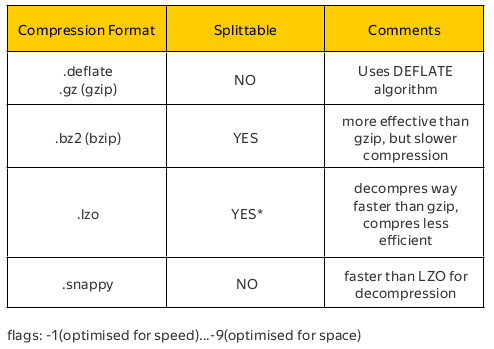 Compression Format Splittable Comments
.deflate
.gz (gzip)
NO
Uses DEFLATE
algorithm
.bz2 (bzip)
YES
more effective than
gzip, but slower
compression
.lzo
YES*
decompres way
faster than gzip,
compres less
efficient
.snappy
NO
faster than LZO for
decompression
flags: -1(optimised for speed)...-9(optimised for space)